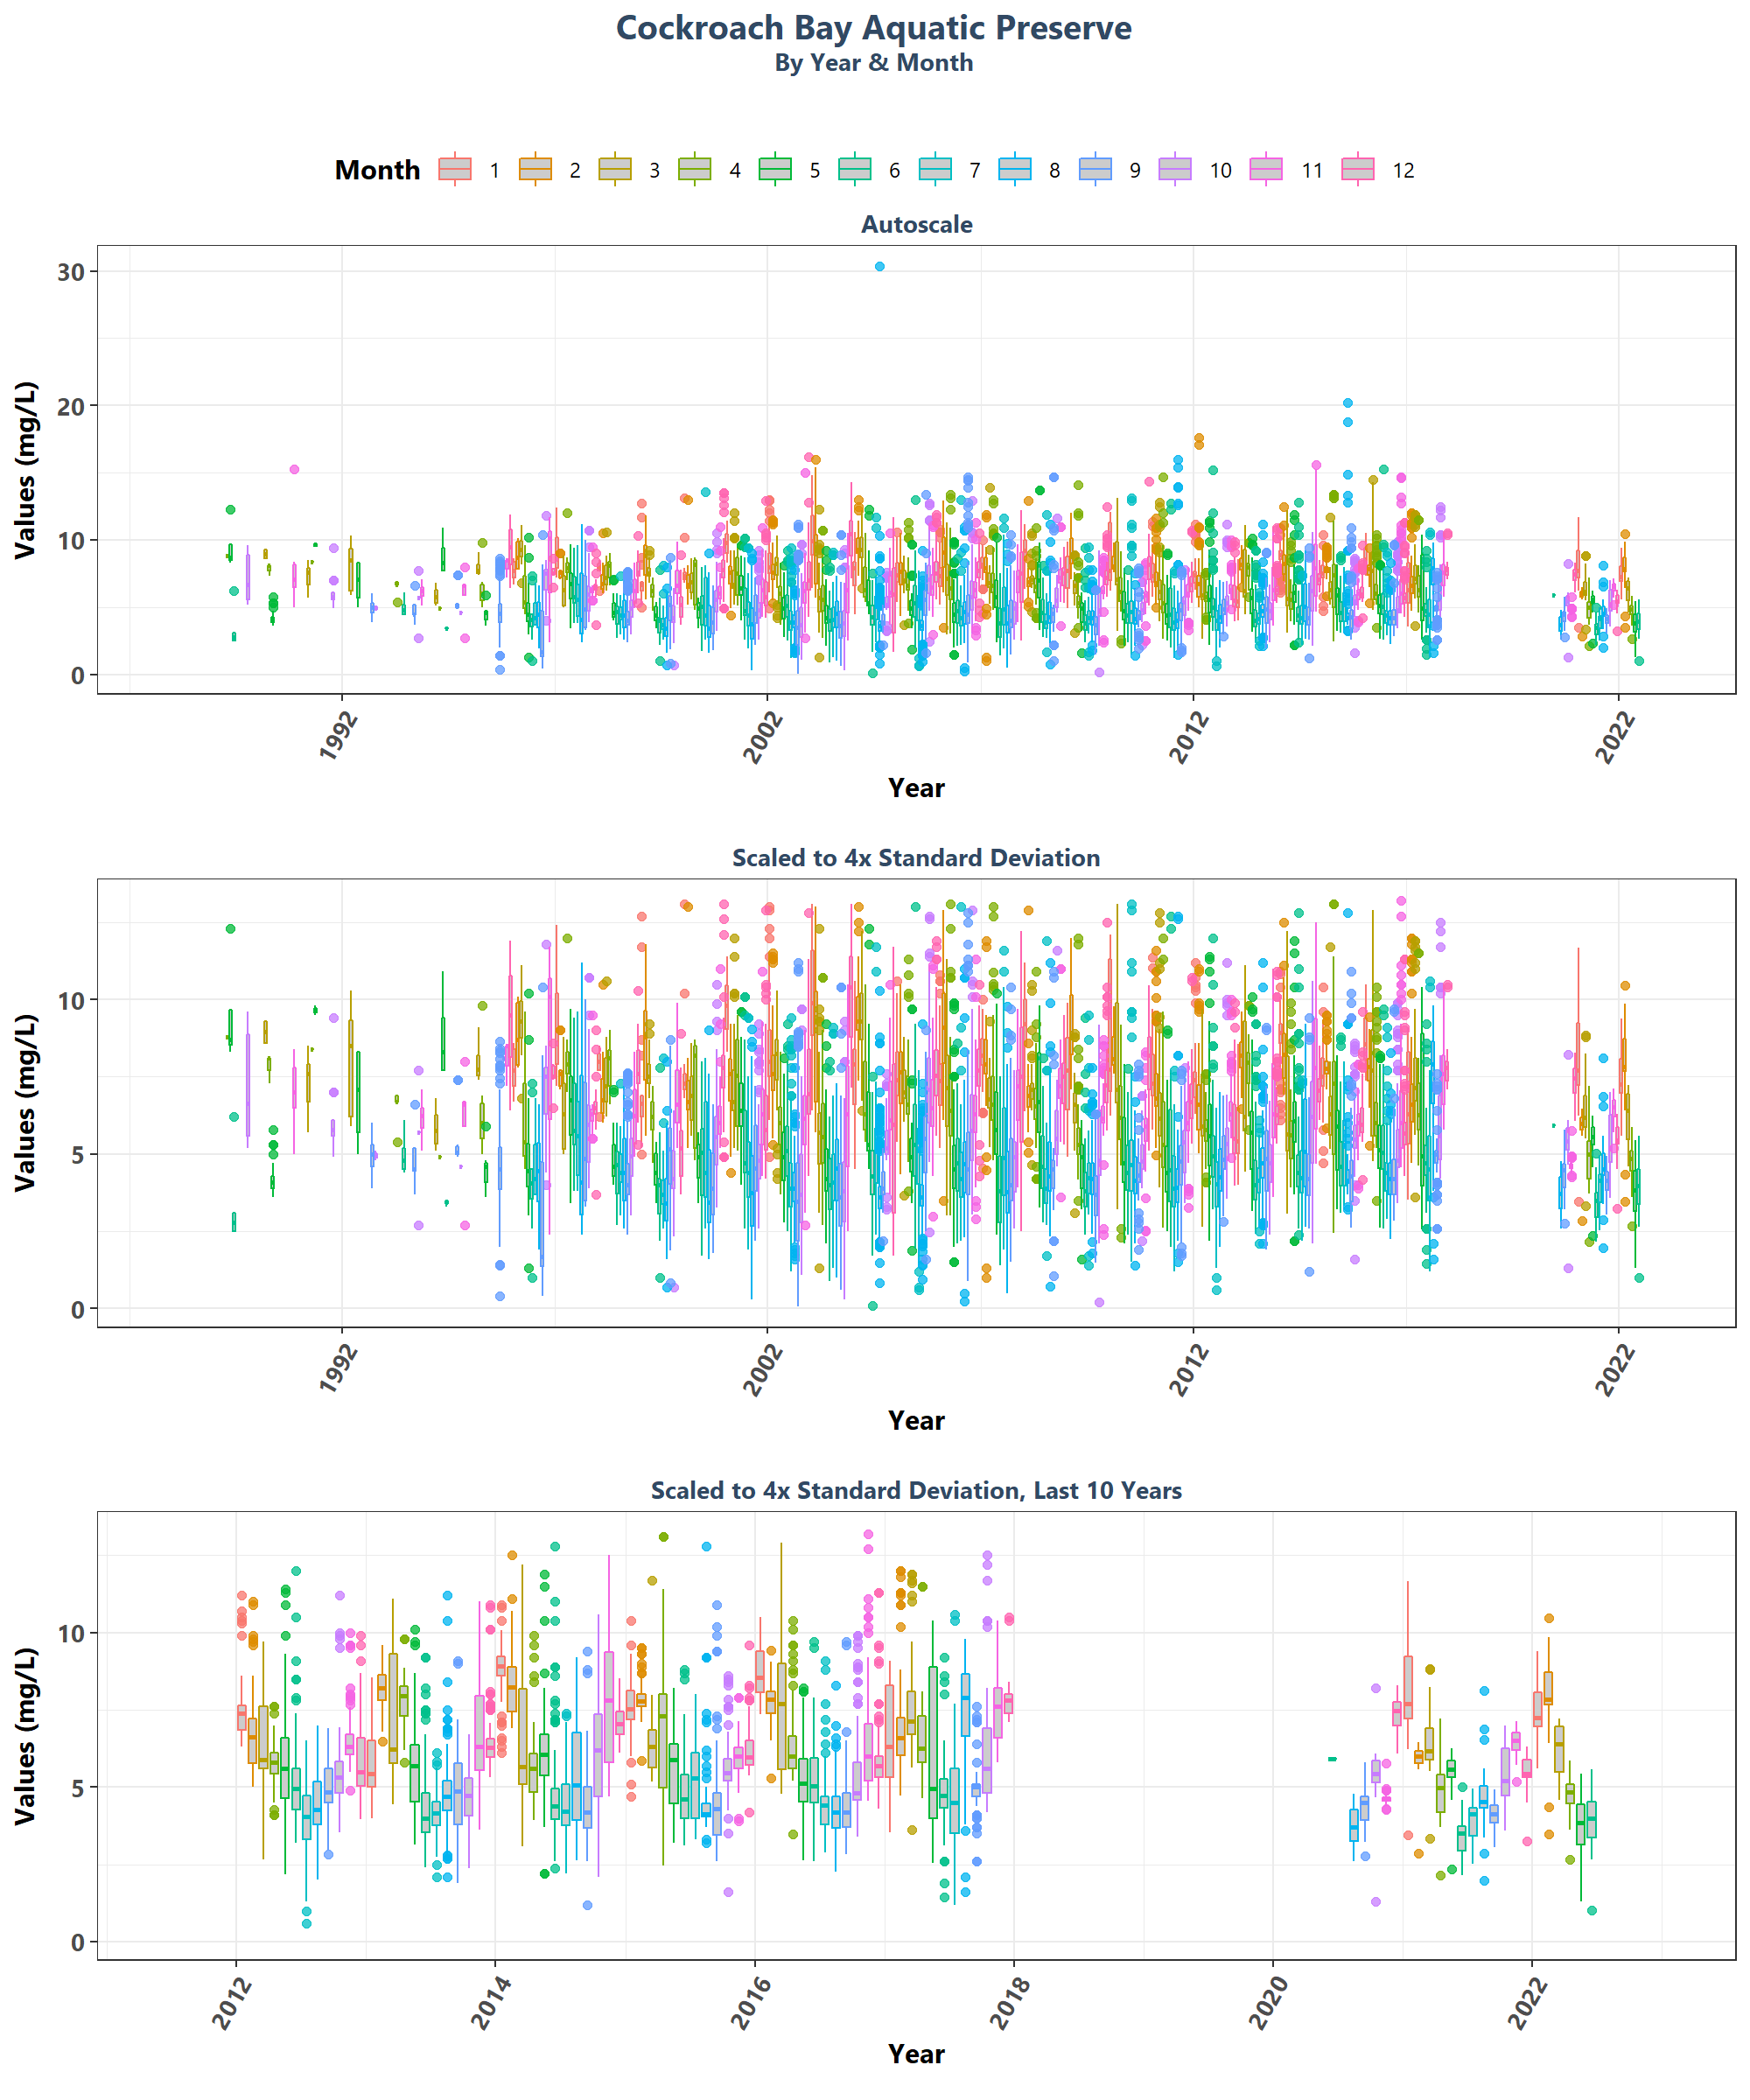 Cockroach Bay Aquatic Preserve
By Year & Month
Month 1 2 3 4 5 6 7 8 9 10 11 12
Autoscale
Values (mg/L)
30
20
10
0
1992 2002 2012 2022
Year
Scaled to 4x Standard Deviation
Values (mg/L)
10
5
0
1992 2002 2012 2022
Year
Scaled to 4x Standard Deviation, Last 10 Years
Values (mg/L)
10
5
0
2012 2014 2016 2018 2020 2022
Year